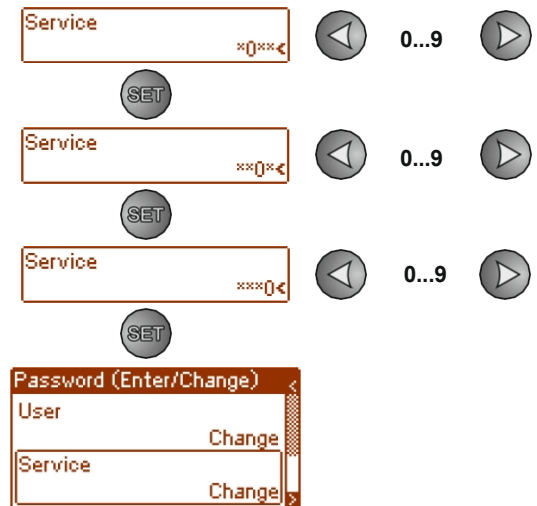 Service
*0**<
0...9
SET
Service
**0*<
0...9
SET
Service
***0<
0...9
SET
Password (Enter/Change)
User
Change
Service
Change